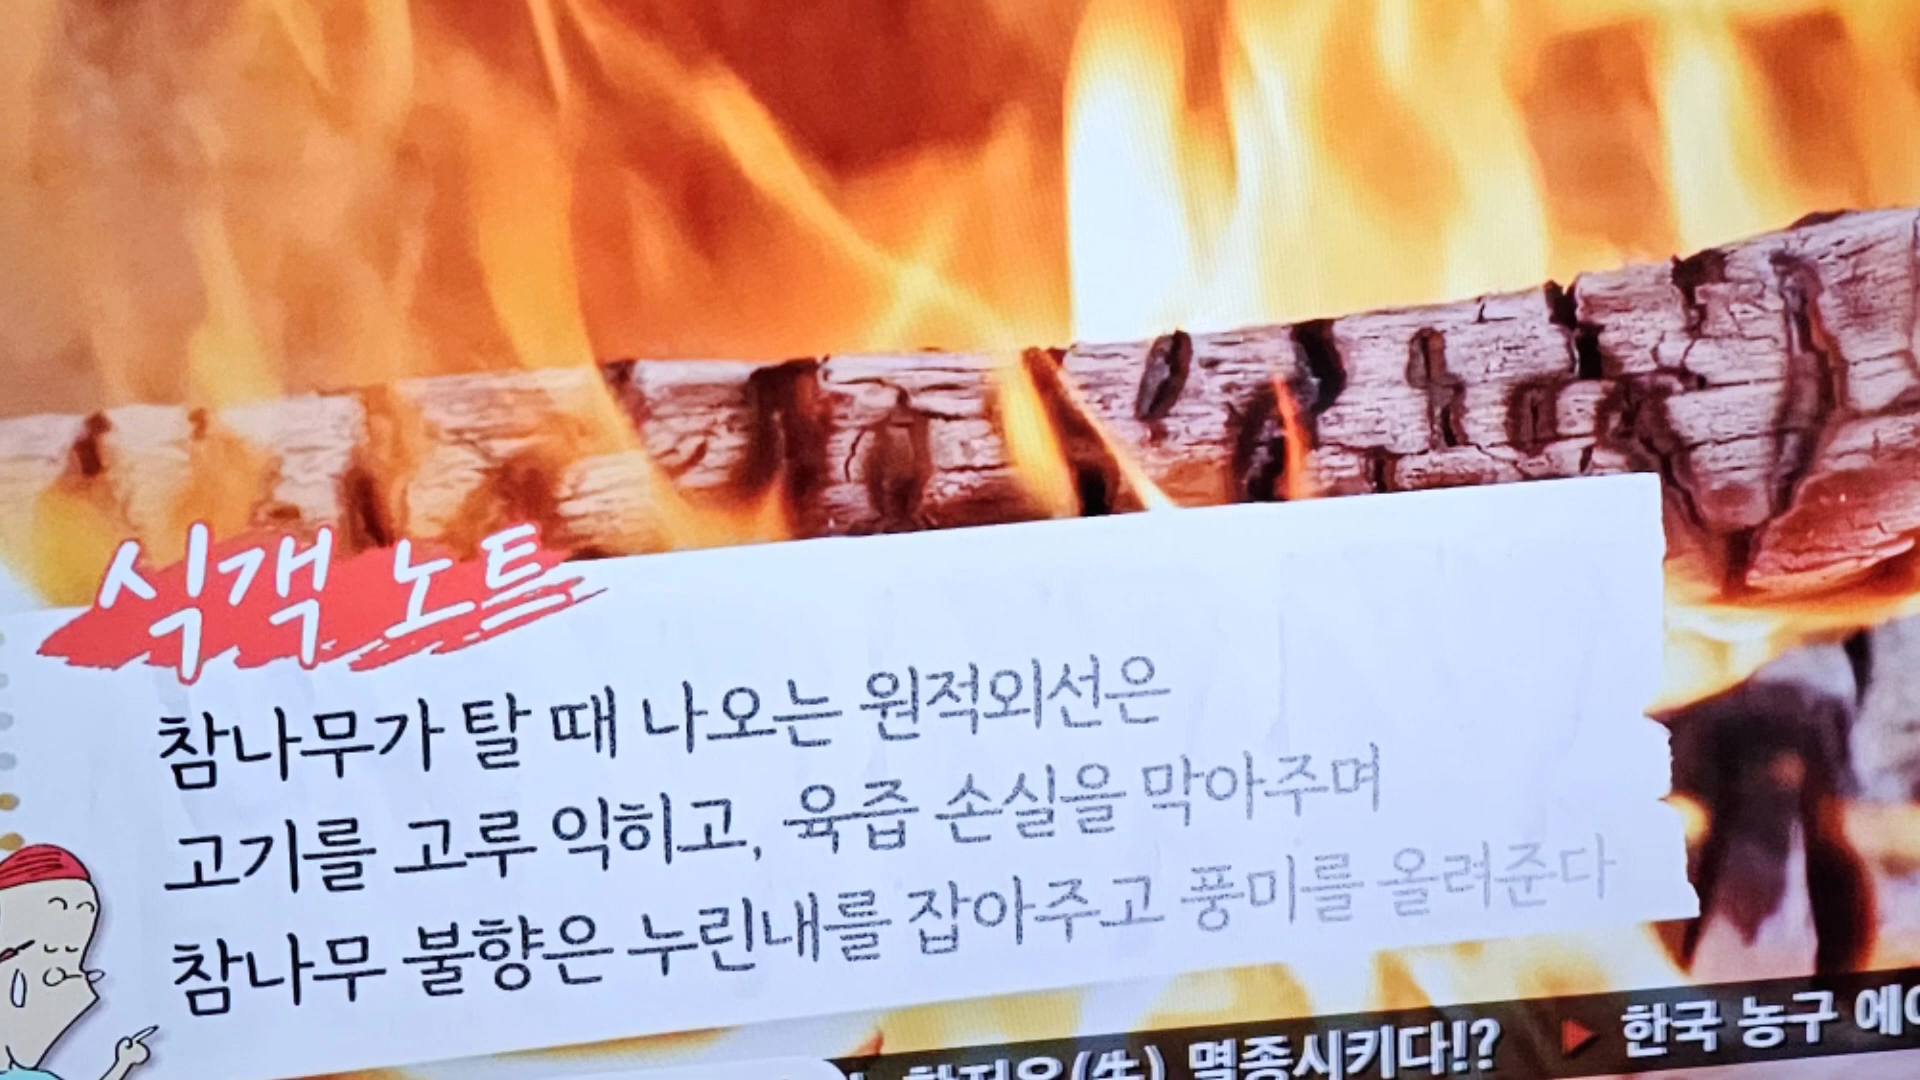 식객 노트
참나무가 탈 때 나오는 원적외선은
고기를 고루 익히고, 육즙 손실을 막아주며
참나무 불향은 누린내를 잡아주고 풍미를 올려준다
(牛) 멸종시키다!? ▶ 한국 농구